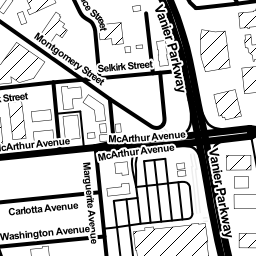 ce Street
Vanier Parkway
Montgomery Street
Selkirk Street
k Street
McArthur Avenue
McArthur Avenue
McArthur Avenue
Marguerite Avenue
Vanier Parkway
Carlotta Avenue
Washington Avenue